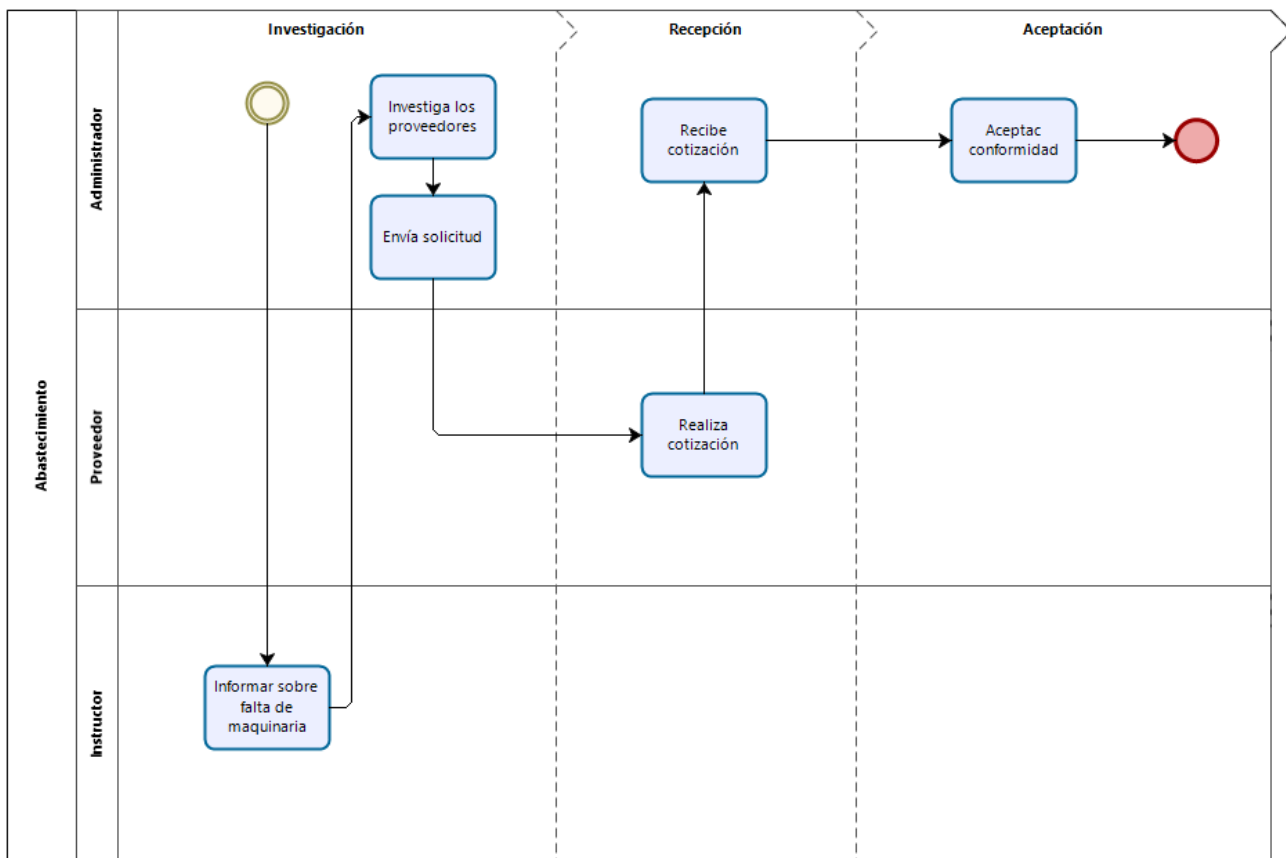 Investigación
Recepción
Aceptación
Abastecimiento
Administrador
Investiga los
proveedores
Envía solicitud
Recibe
cotización
Aceptac
conformidad
Proveedor
Realiza
cotización
Instructor
Informar sobre
falta de
maquinaria